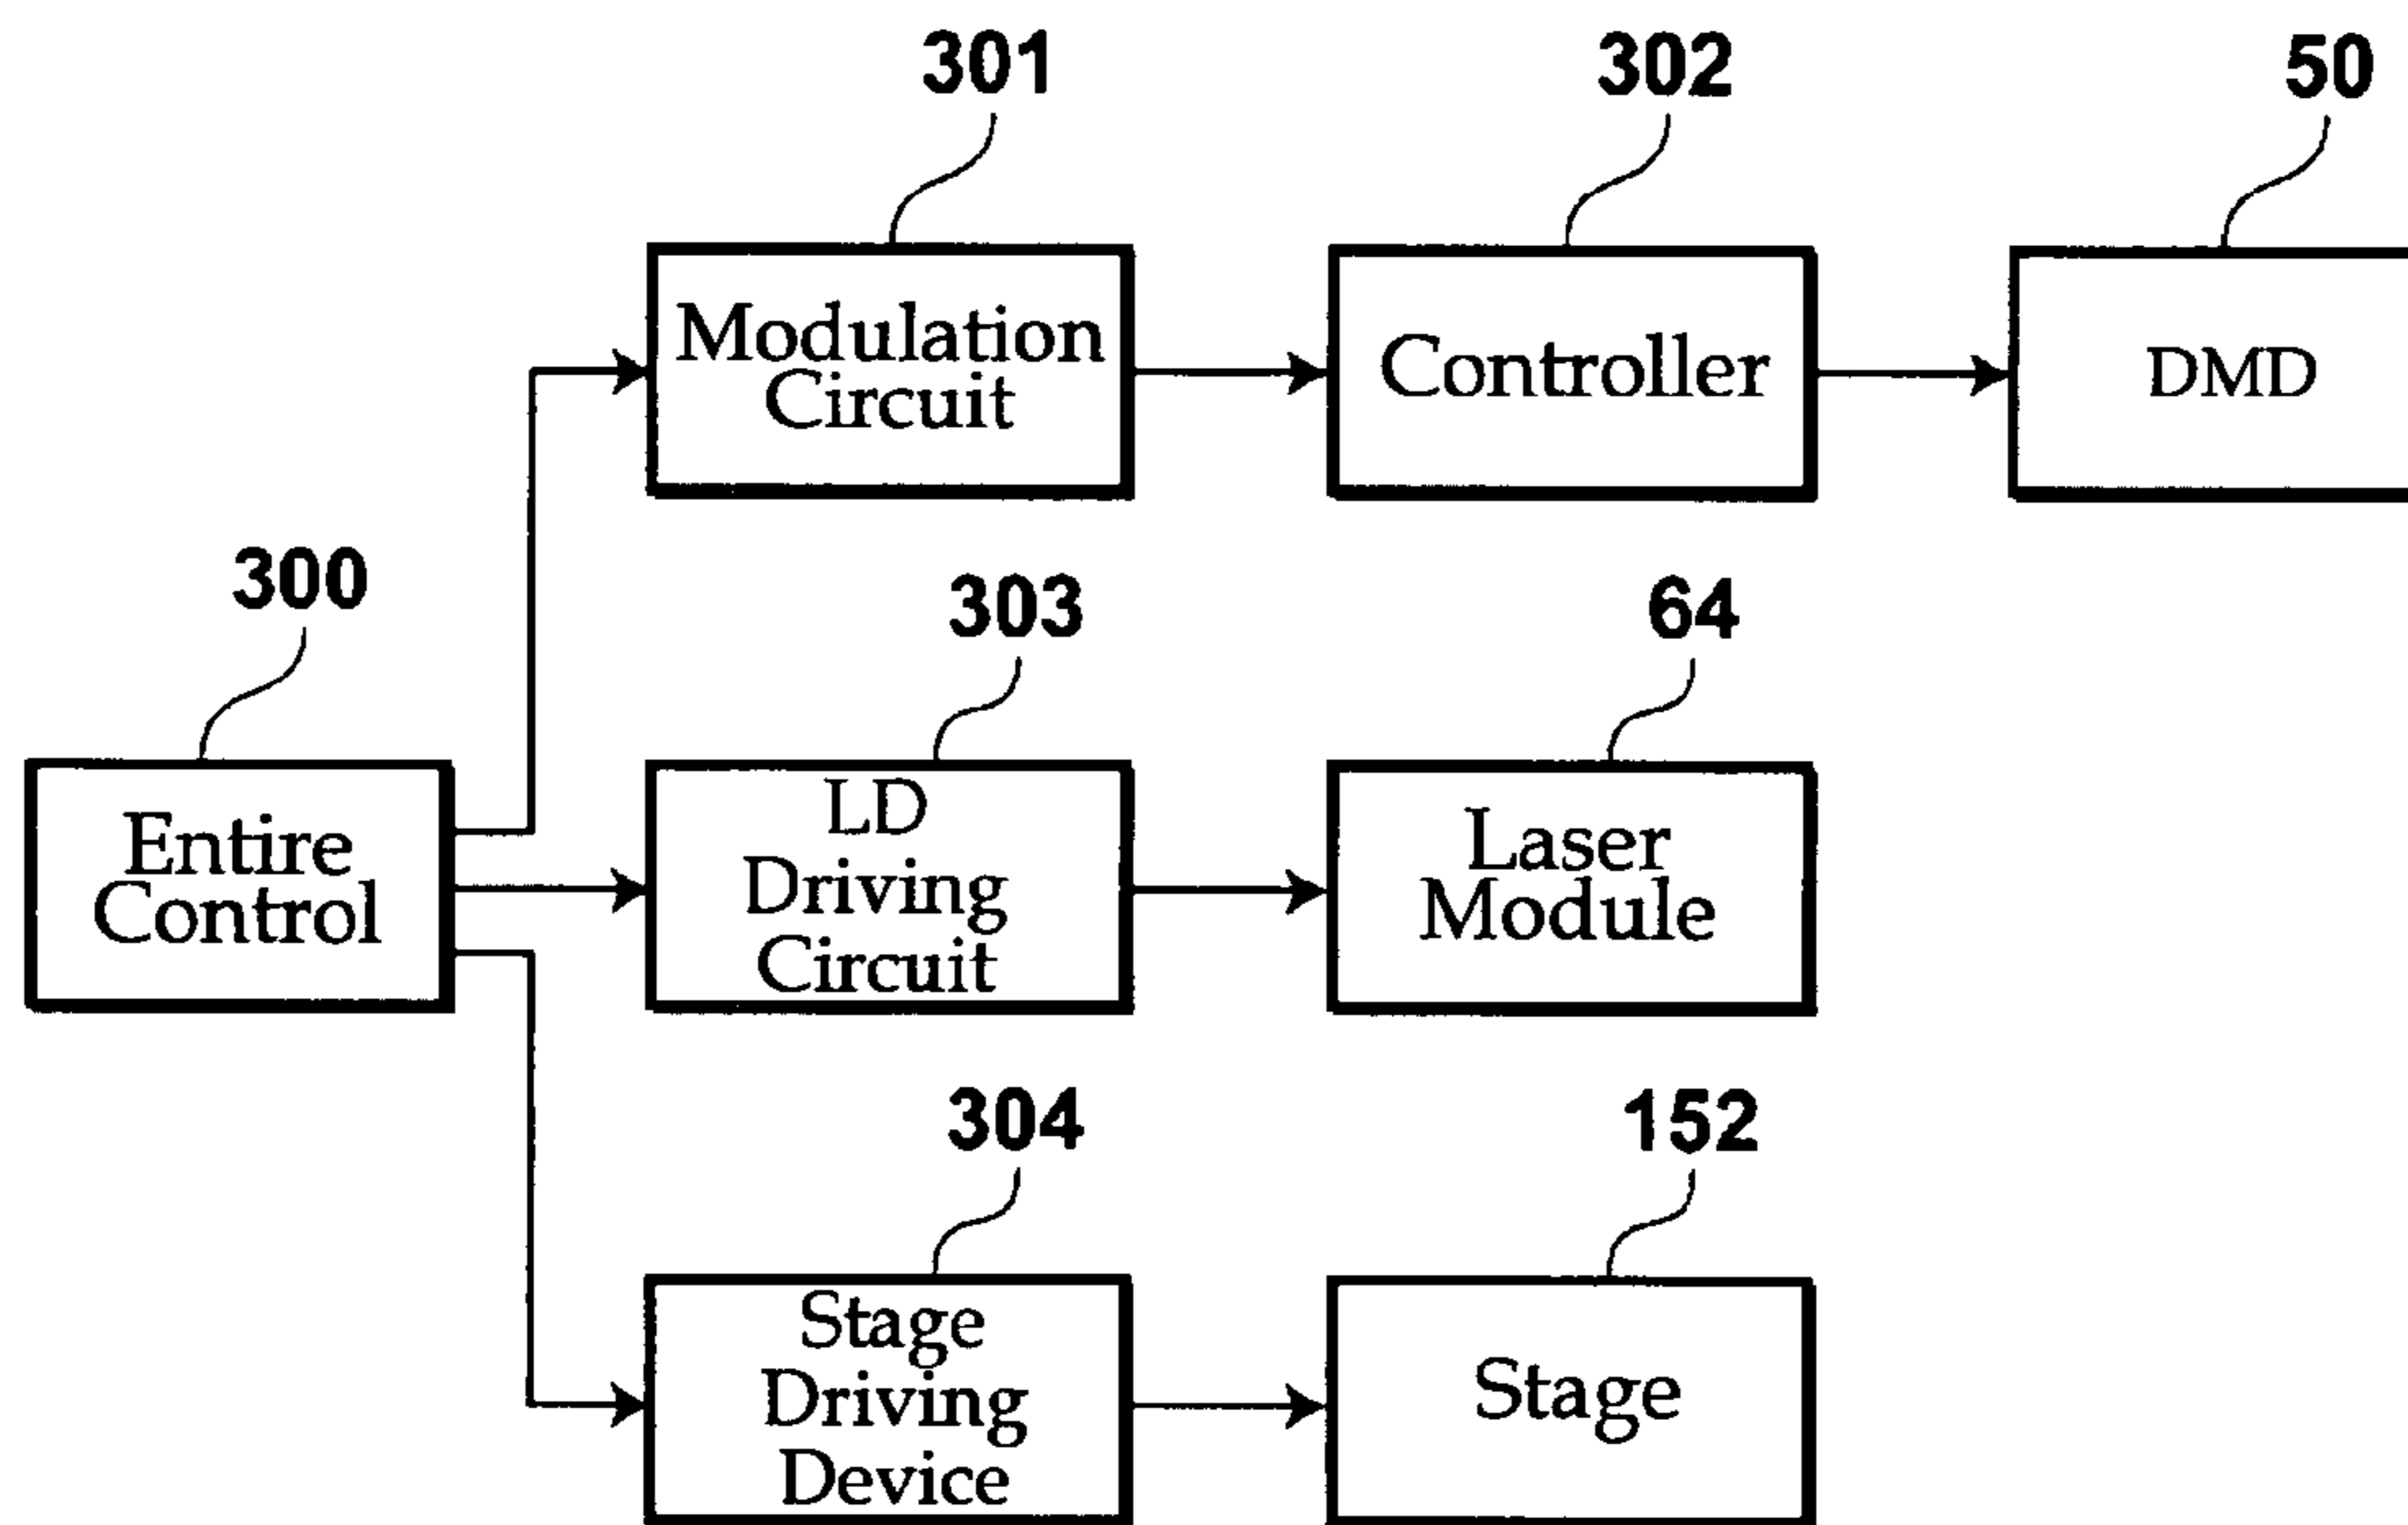 301
302
50
Modulation
Circuit
Controller
DMD
300
303
64
Entire
Control
LD
Driving
Circuit
Laser
Module
304
152
Stage
Driving
Device
Stage